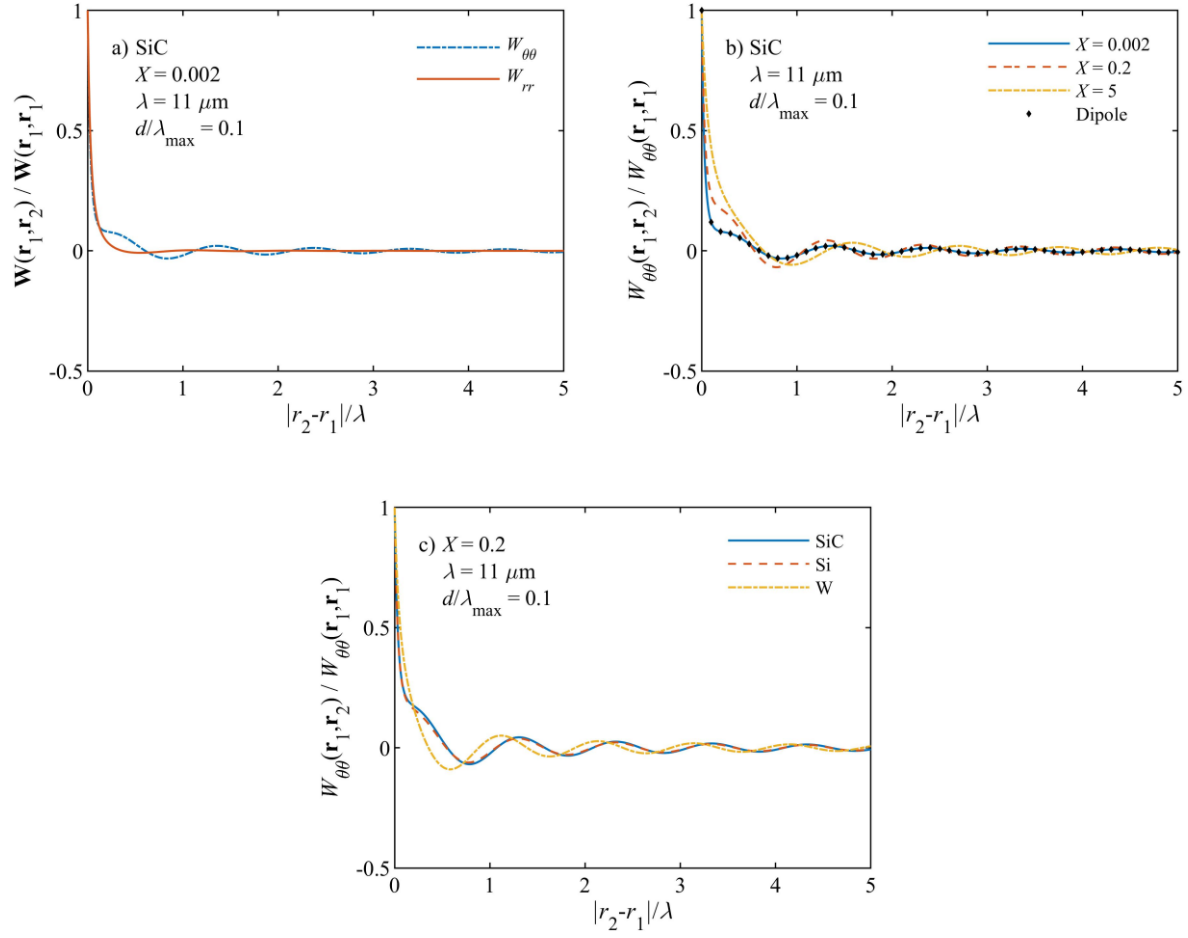 a) SiC
X = 0.002
λ = 11 μm
d/λmax = 0.1
Wθθ
Wrr
W(r1,r2) / W(r1,r1)
1
0.5
0
-0.5
0 1 2 3 4 5
|r2-r1|/λ
b) SiC
λ = 11 μm
d/λmax = 0.1
X = 0.002
X = 0.2
X = 5
Dipole
Wθθ(r1,r2) / Wθθ(r1,r1)
1
0.5
0
-0.5
0 1 2 3 4 5
|r2-r1|/λ
c) X = 0.2
λ = 11 μm
d/λmax = 0.1
SiC
Si
W
Wθθ(r1,r2) / Wθθ(r1,r1)
1
0.5
0
-0.5
0 1 2 3 4 5
|r2-r1|/λ